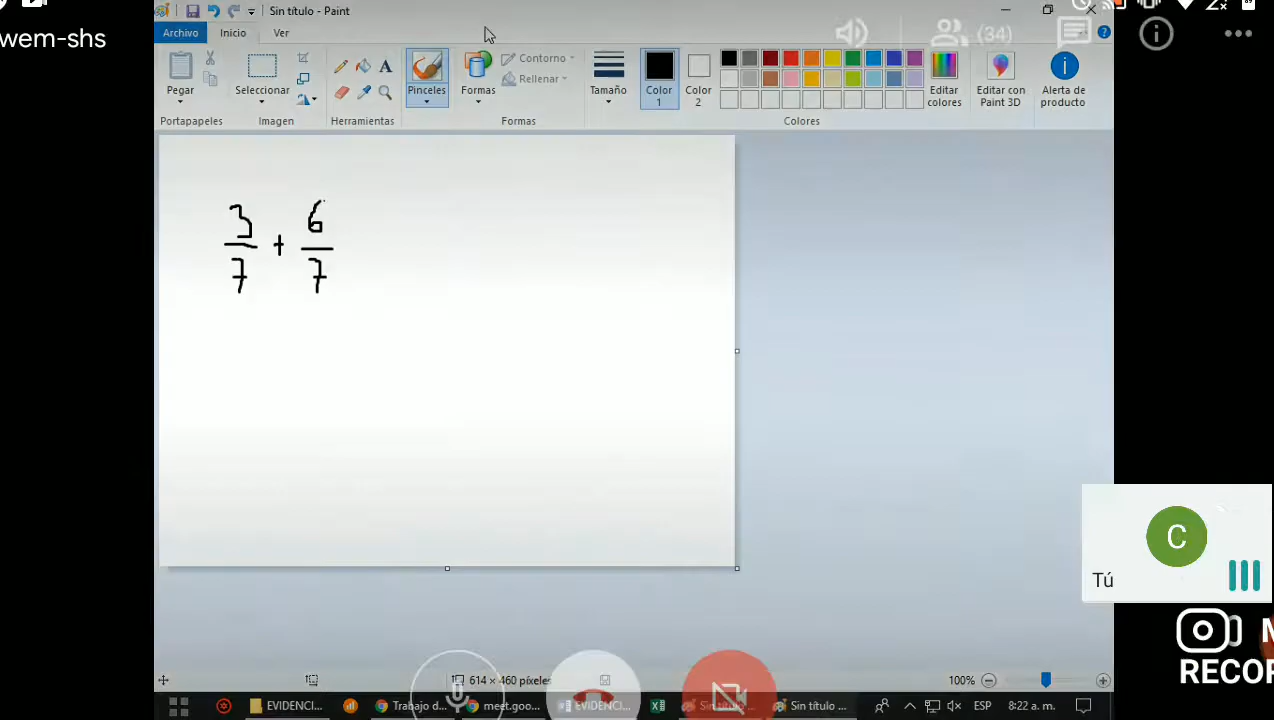 wem-shs
Sin título - Paint
(34)
Archivo Inicio Ver
Pegar Seleccionar Pinceles Formas Contorno Rellenar Tamaño Color 1 Color 2 Editar colores Editar con Paint 3D Alerta de producto
Portapapeles Imagen Herramientas Formas Colores
3/7 + 6/7
C
Tú
614 × 460 píxeles 100%
EVIDENCI... Trabajo d... meet.goo... EVIDENCI... Sin título ... Sin título ... ESP 8:22 a. m.